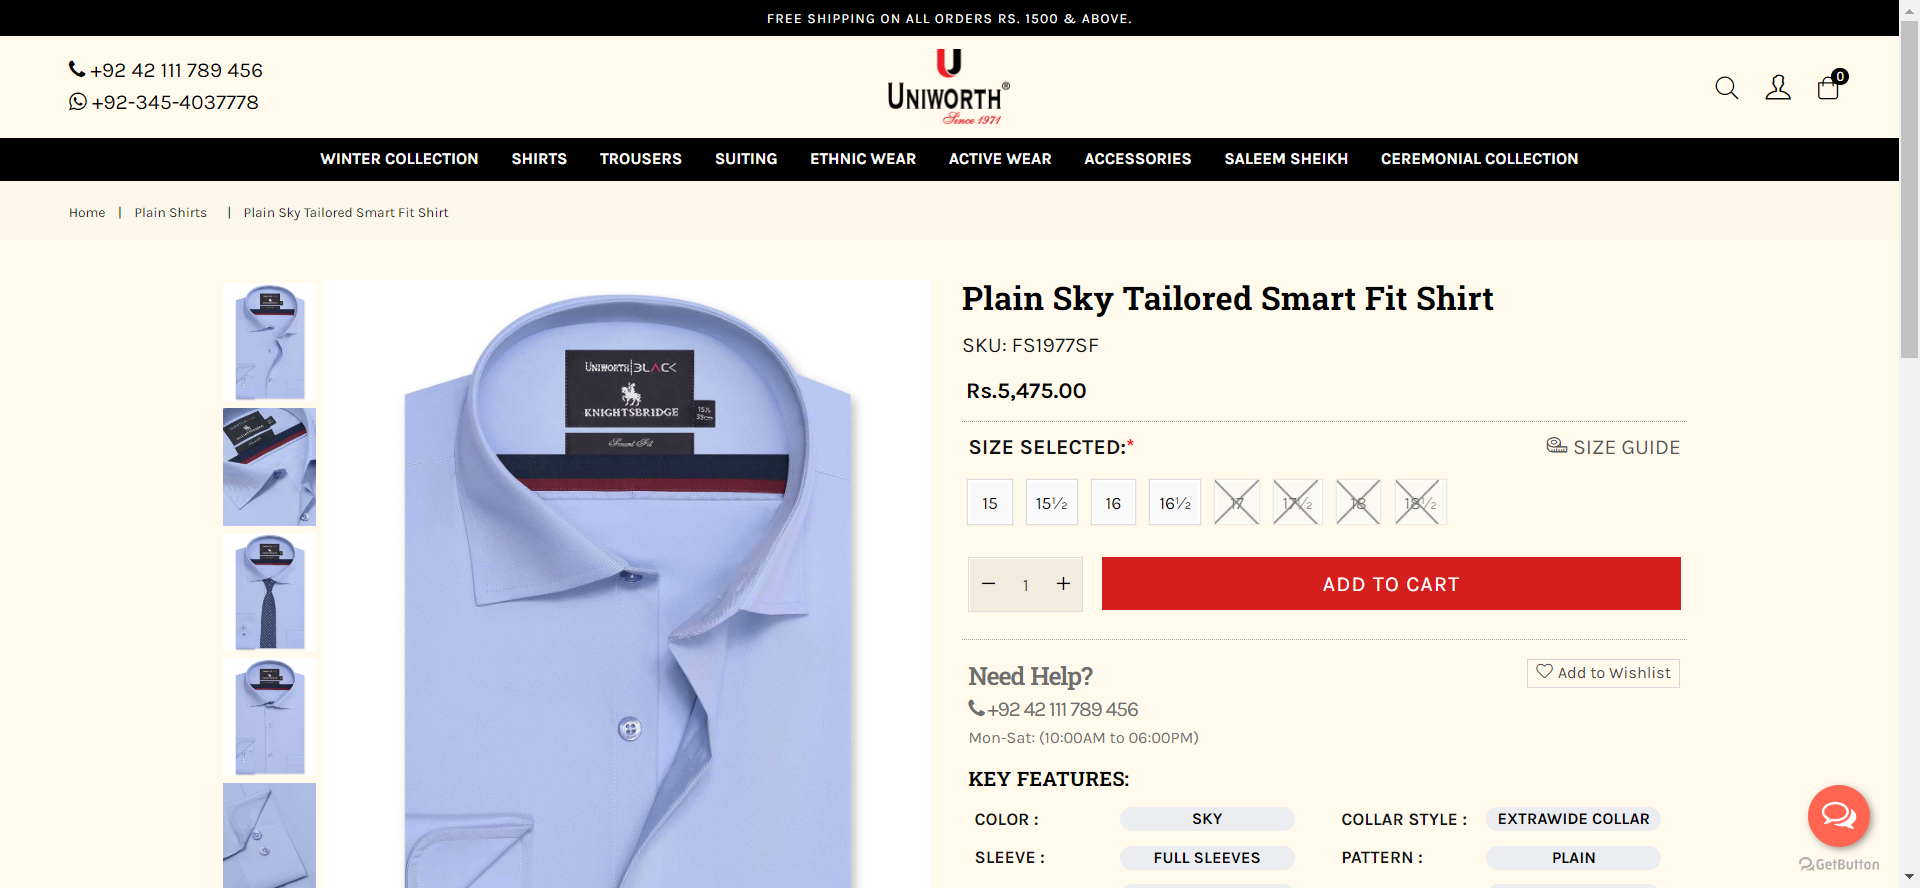 FREE SHIPPING ON ALL ORDERS RS. 1500 & ABOVE.
+92 42 111 789 456
+92-345-4037778
UNIWORTH®
Since 1971
0
WINTER COLLECTION SHIRTS TROUSERS SUITING ETHNIC WEAR ACTIVE WEAR ACCESSORIES SALEEM SHEIKH CEREMONIAL COLLECTION
Home | Plain Shirts | Plain Sky Tailored Smart Fit Shirt
UNIWORTH|BLACK
KNIGHTSBRIDGE
15½
39cm
Smart Fit
Plain Sky Tailored Smart Fit Shirt
SKU: FS1977SF
Rs.5,475.00
SIZE SELECTED:*
SIZE GUIDE
15 15½ 16 16½ 17 17½ 18 18½
− 1 +
ADD TO CART
Need Help?
Add to Wishlist
+92 42 111 789 456
Mon-Sat: (10:00AM to 06:00PM)
KEY FEATURES:
COLOR : SKY COLLAR STYLE : EXTRAWIDE COLLAR
SLEEVE : FULL SLEEVES PATTERN : PLAIN
GetButton